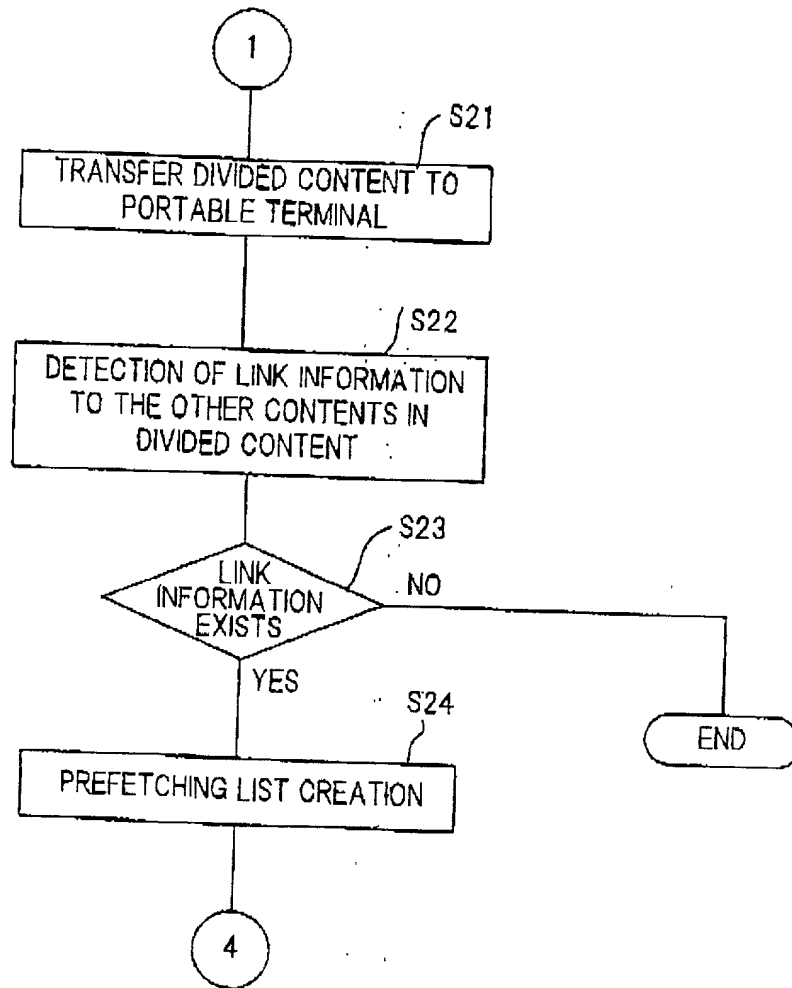 1
S21
TRANSFER DIVIDED CONTENT TO
PORTABLE TERMINAL
S22
DETECTION OF LINK INFORMATION
TO THE OTHER CONTENTS IN
DIVIDED CONTENT
S23
LINK
INFORMATION
EXISTS
NO
YES
S24
END
PREFETCHING LIST CREATION
4